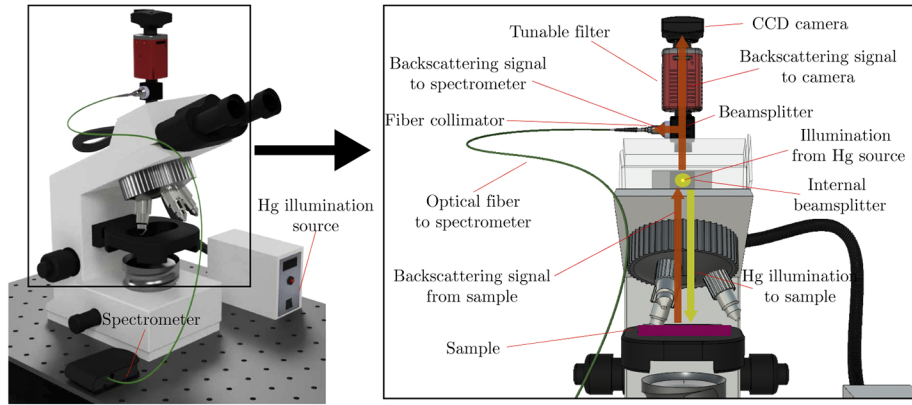 Hg illumination
source
Spectrometer
CCD camera
Tunable filter
Backscattering signal
to spectrometer
Backscattering signal
to camera
Fiber collimator
Beamsplitter
Illumination
from Hg source
Optical fiber
to spectrometer
Internal
beamsplitter
Backscattering signal
from sample
Hg illumination
to sample
Sample